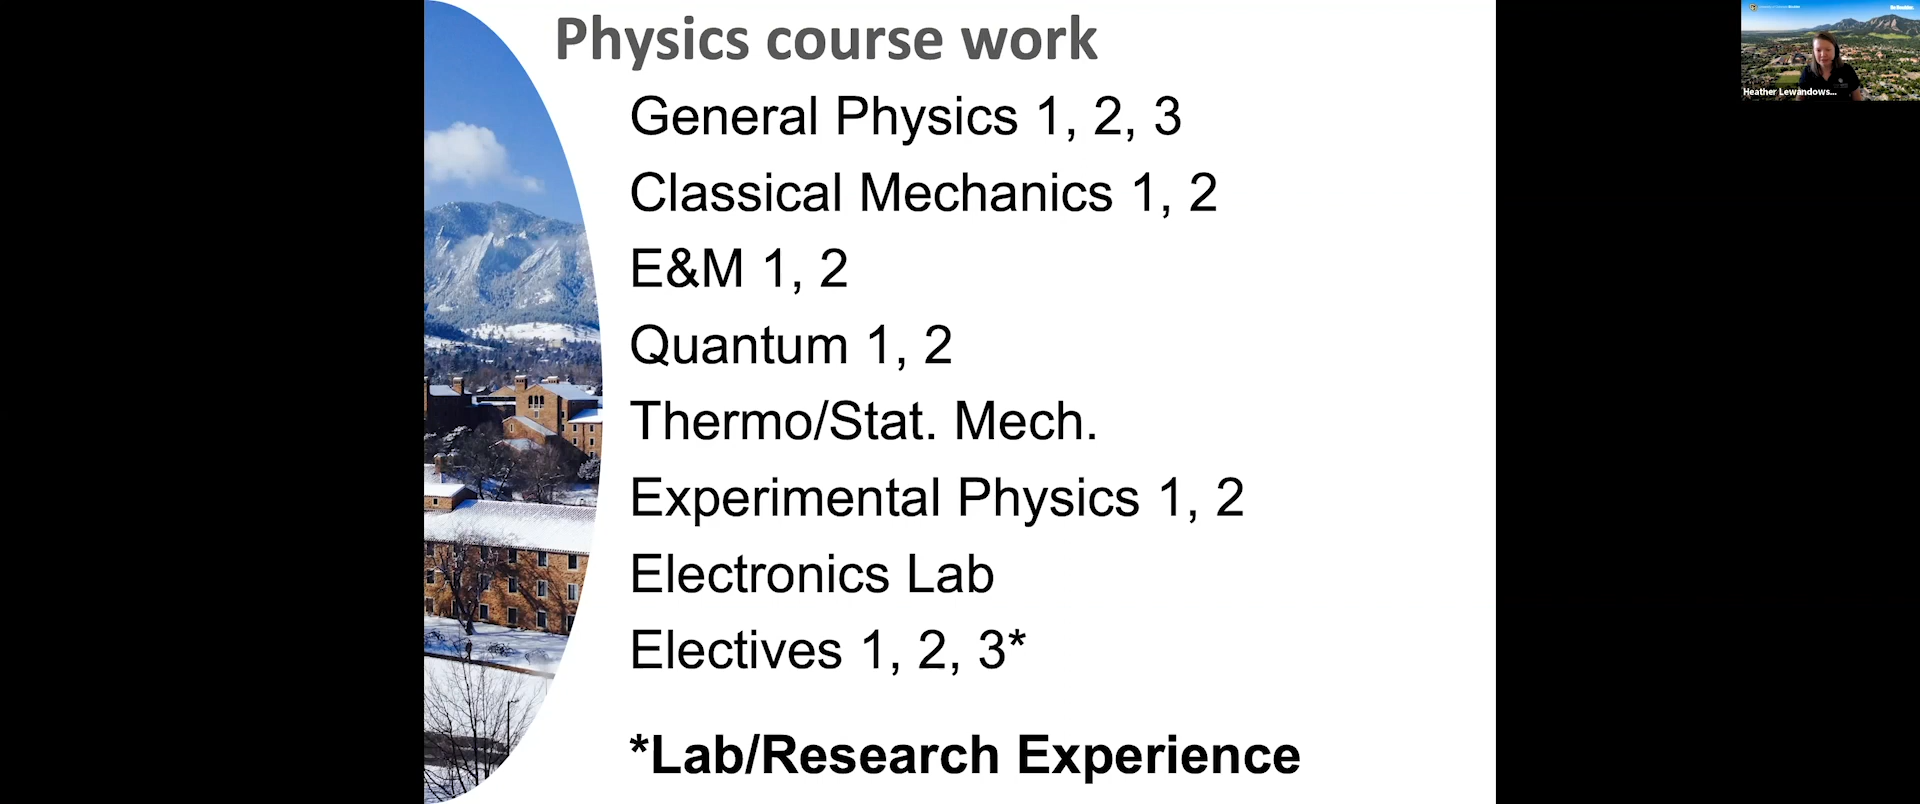 Physics course work
General Physics 1, 2, 3
Classical Mechanics 1, 2
E&M 1, 2
Quantum 1, 2
Thermo/Stat. Mech.
Experimental Physics 1, 2
Electronics Lab
Electives 1, 2, 3*
*Lab/Research Experience
Heather Lewandows...